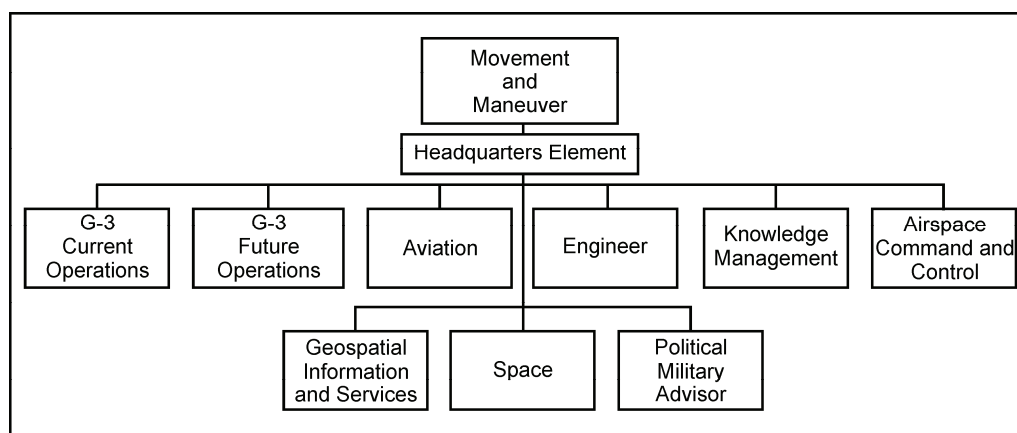 Movement
and
Maneuver
Headquarters Element
G-3
Current
Operations
G-3
Future
Operations
Aviation
Engineer
Knowledge
Management
Airspace
Command and
Control
Geospatial
Information
and Services
Space
Political
Military
Advisor